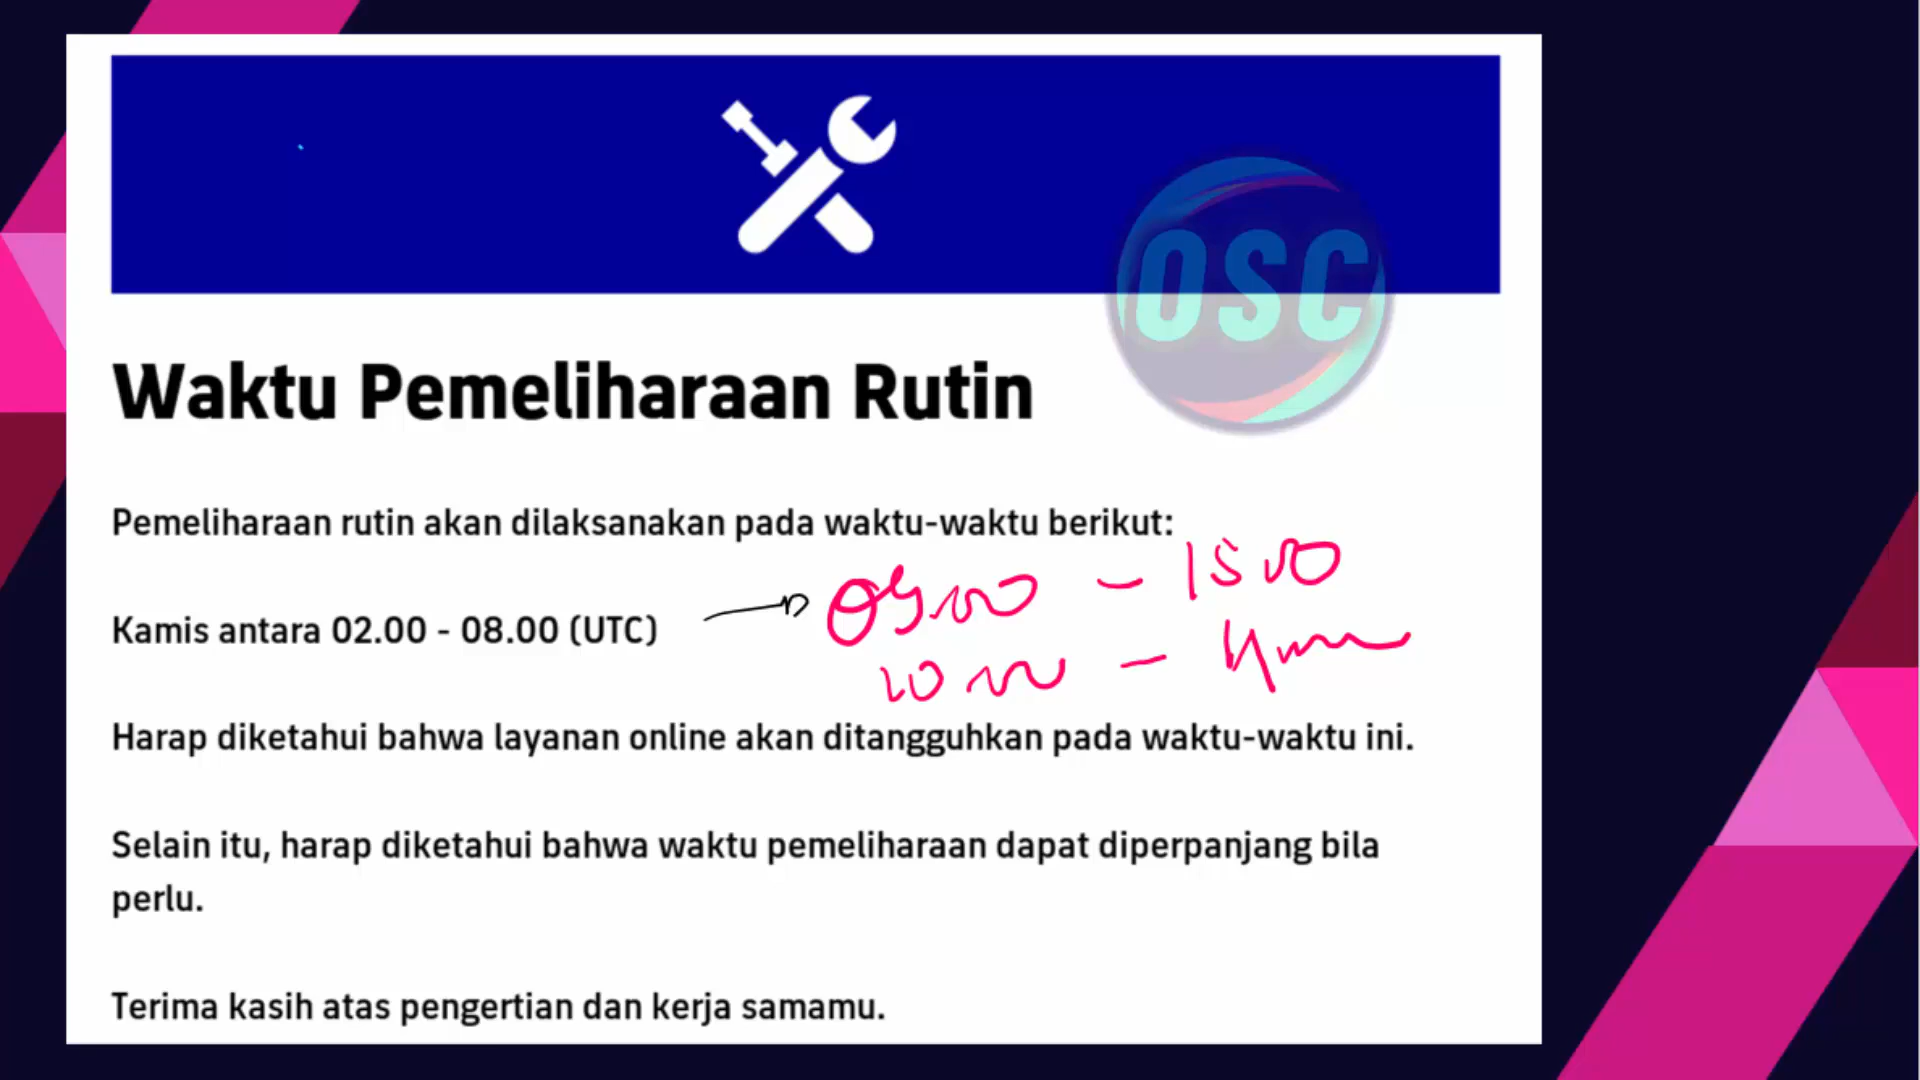 OSC
Waktu Pemeliharaan Rutin
Pemeliharaan rutin akan dilaksanakan pada waktu-waktu berikut:
Kamis antara 02.00 - 08.00 (UTC)
09.00 - 15.00
10.00 -
Harap diketahui bahwa layanan online akan ditangguhkan pada waktu-waktu ini.
Selain itu, harap diketahui bahwa waktu pemeliharaan dapat diperpanjang bila
perlu.
Terima kasih atas pengertian dan kerja samamu.